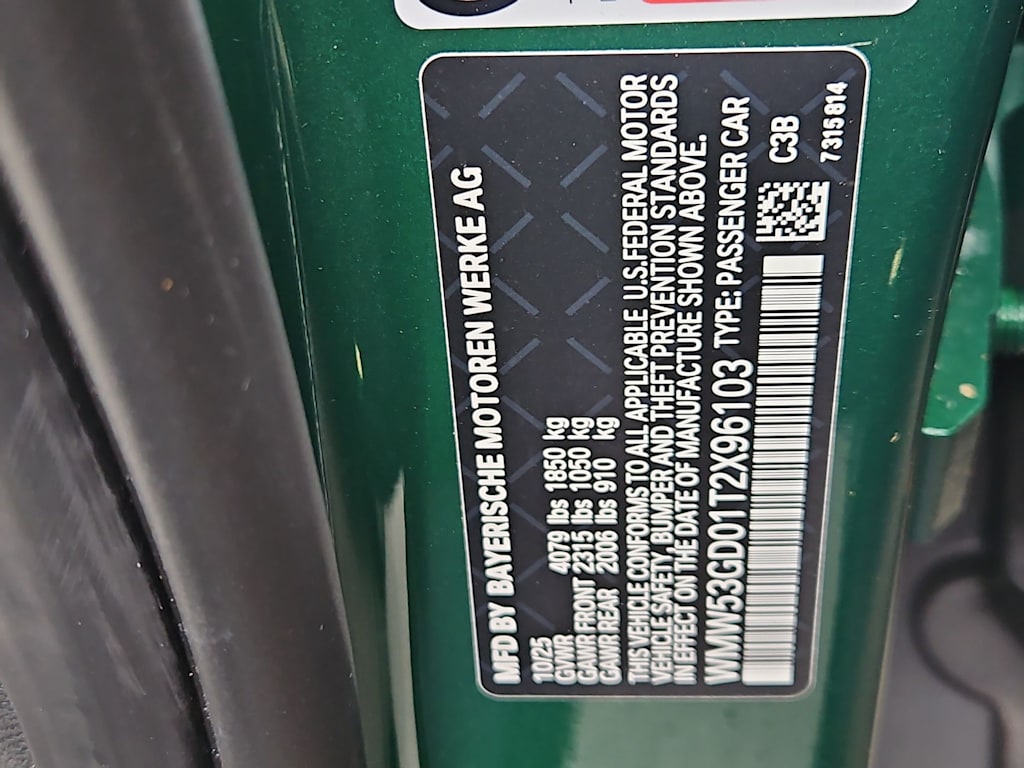 MFD BY BAYERISCHE MOTOREN WERKE AG
10/25
GVWR 4079 lbs 1850 kg
GAWR FRONT 2315 lbs 1050 kg
GAWR REAR 2006 lbs 910 kg
THIS VEHICLE CONFORMS TO ALL APPLICABLE U.S.FEDERAL MOTOR
VEHICLE SAFETY, BUMPER AND THEFT PREVENTION STANDARDS
IN EFFECT ON THE DATE OF MANUFACTURE SHOWN ABOVE.
WMW53GD01T2X96103 TYPE: PASSENGER CAR
C3B
7315814